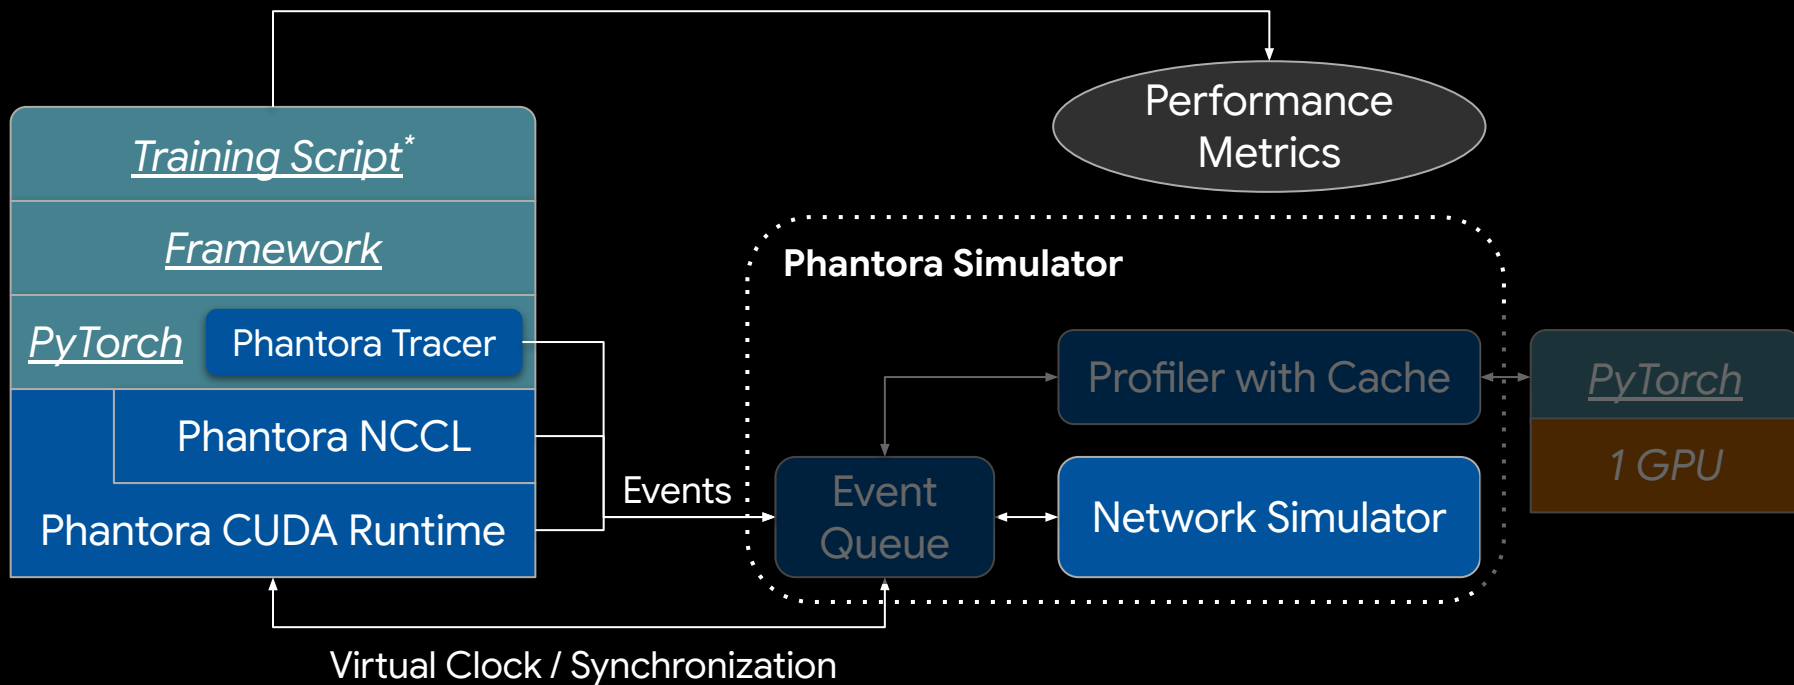 Performance
Metrics
Training Script*
Framework
PyTorch
Phantora Tracer
Phantora NCCL
Phantora CUDA Runtime
Events
Phantora Simulator
Profiler with Cache
Event
Queue
Network Simulator
PyTorch
1 GPU
Virtual Clock / Synchronization